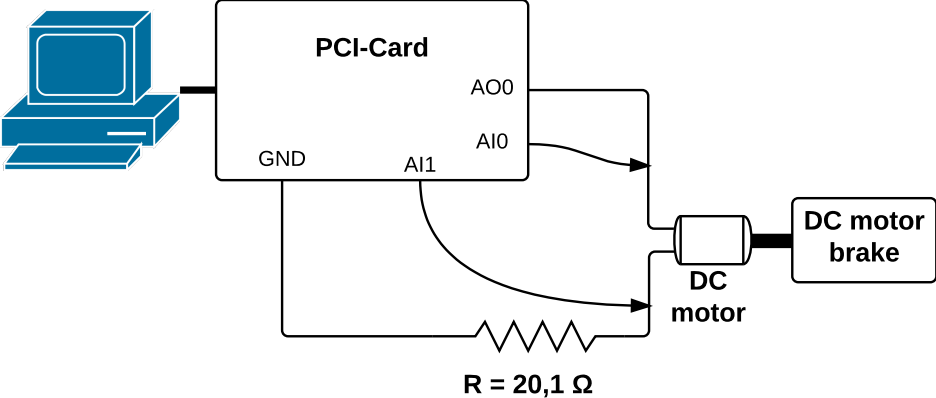 PCI-Card
AO0
AI0
GND
AI1
DC motor
brake
DC
motor
R = 20,1 Ω